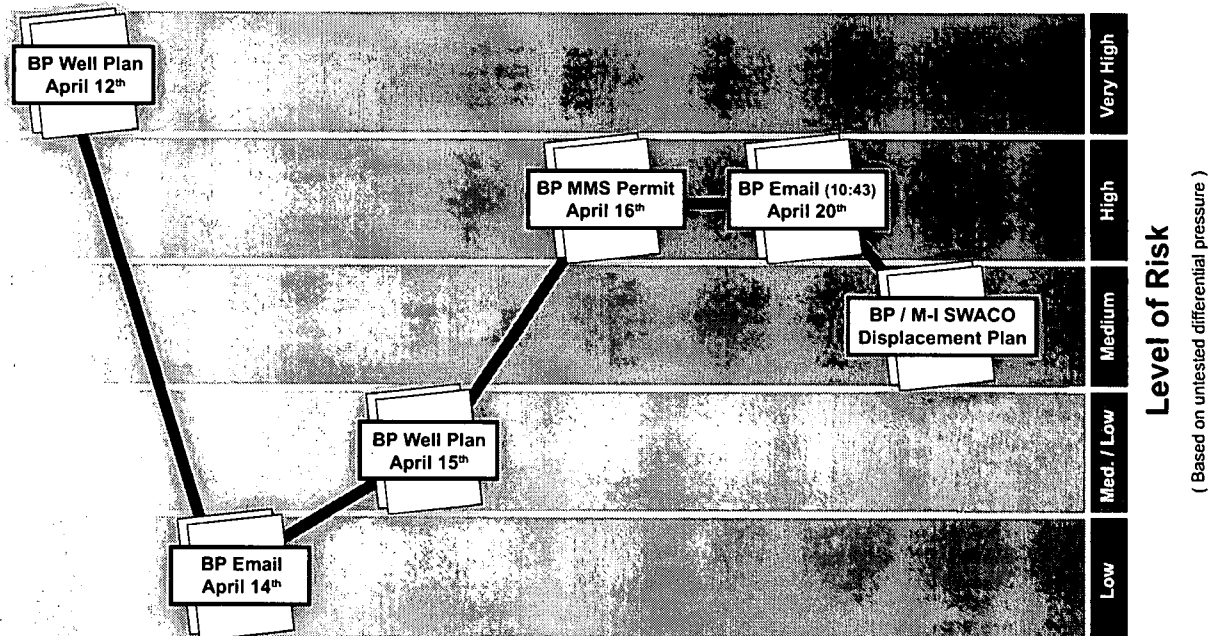 BP Well Plan
April 12th
BP MMS Permit
April 16th
BP Email (10:43)
April 20th
BP / M-I SWACO
Displacement Plan
BP Well Plan
April 15th
BP Email
April 14th
Very High
High
Medium
Med. / Low
Low
Level of Risk
( Based on untested differential pressure )